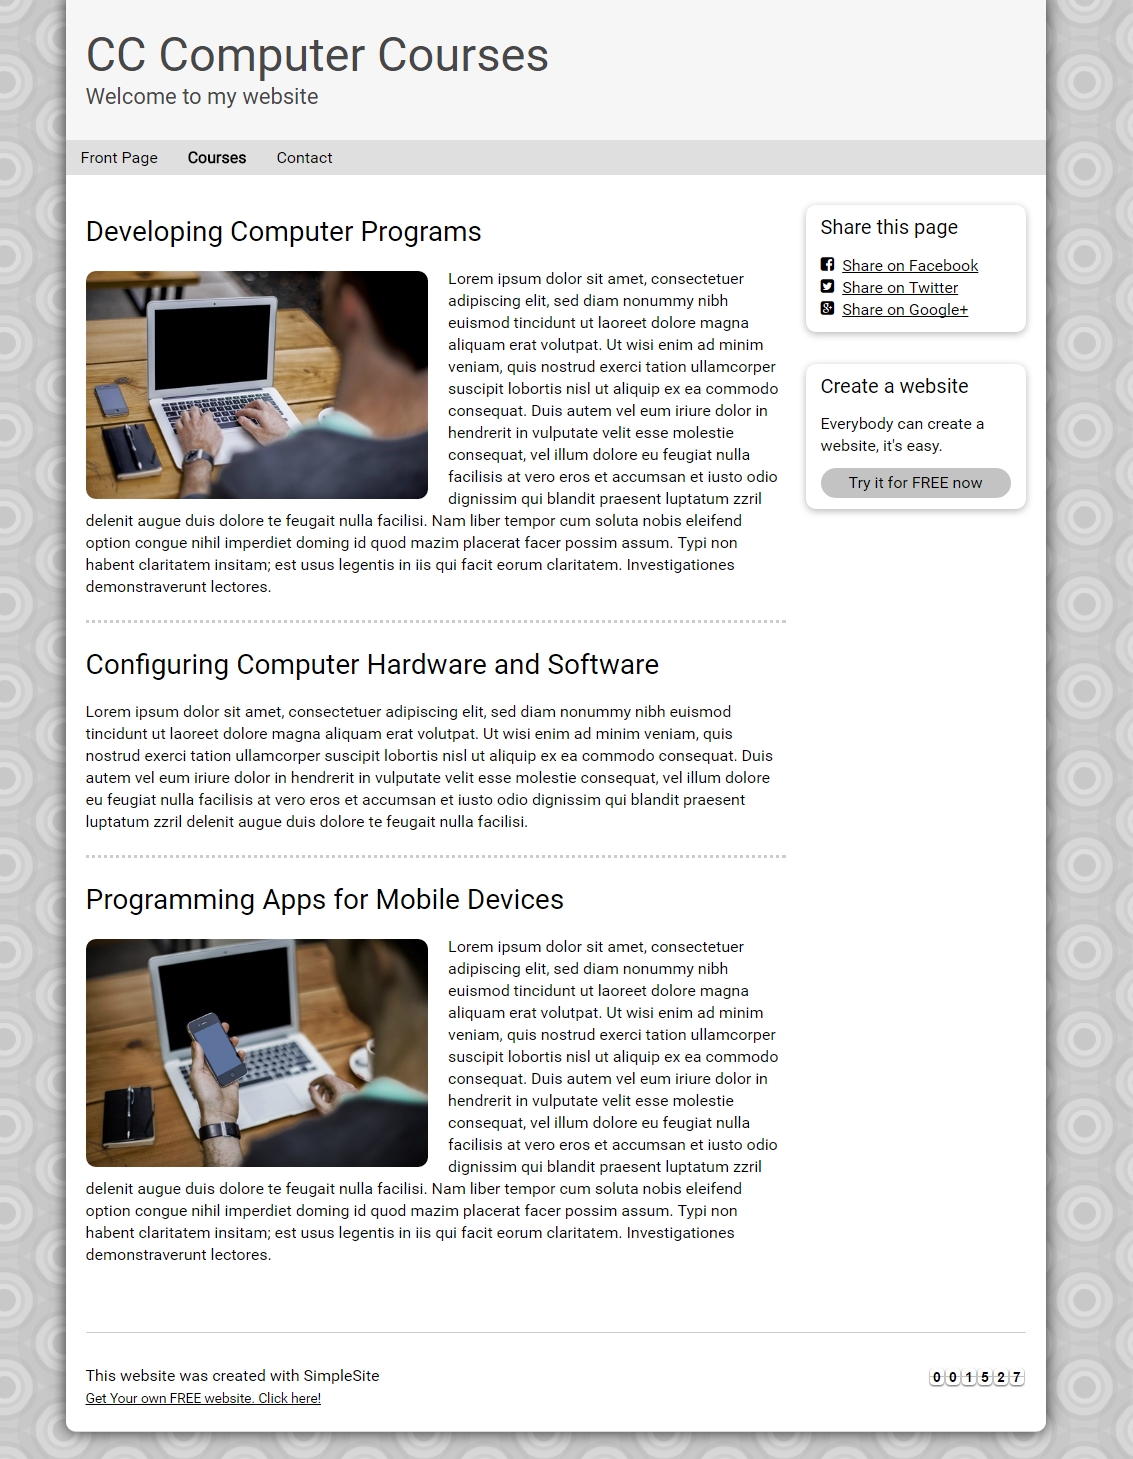 CC Computer Courses
Welcome to my website
Front Page Courses Contact
Developing Computer Programs
Lorem ipsum dolor sit amet, consectetuer
adipiscing elit, sed diam nonummy nibh
euismod tincidunt ut laoreet dolore magna
aliquam erat volutpat. Ut wisi enim ad minim
veniam, quis nostrud exerci tation ullamcorper
suscipit lobortis nisl ut aliquip ex ea commodo
consequat. Duis autem vel eum iriure dolor in
hendrerit in vulputate velit esse molestie
consequat, vel illum dolore eu feugiat nulla
facilisis at vero eros et accumsan et iusto odio
dignissim qui blandit praesent luptatum zzril
delenit augue duis dolore te feugait nulla facilisi. Nam liber tempor cum soluta nobis eleifend
option congue nihil imperdiet doming id quod mazim placerat facer possim assum. Typi non
habent claritatem insitam; est usus legentis in iis qui facit eorum claritatem. Investigationes
demonstraverunt lectores.
Configuring Computer Hardware and Software
Lorem ipsum dolor sit amet, consectetuer adipiscing elit, sed diam nonummy nibh euismod
tincidunt ut laoreet dolore magna aliquam erat volutpat. Ut wisi enim ad minim veniam, quis
nostrud exerci tation ullamcorper suscipit lobortis nisl ut aliquip ex ea commodo consequat. Duis
autem vel eum iriure dolor in hendrerit in vulputate velit esse molestie consequat, vel illum dolore
eu feugiat nulla facilisis at vero eros et accumsan et iusto odio dignissim qui blandit praesent
luptatum zzril delenit augue duis dolore te feugait nulla facilisi.
Programming Apps for Mobile Devices
Lorem ipsum dolor sit amet, consectetuer
adipiscing elit, sed diam nonummy nibh
euismod tincidunt ut laoreet dolore magna
aliquam erat volutpat. Ut wisi enim ad minim
veniam, quis nostrud exerci tation ullamcorper
suscipit lobortis nisl ut aliquip ex ea commodo
consequat. Duis autem vel eum iriure dolor in
hendrerit in vulputate velit esse molestie
consequat, vel illum dolore eu feugiat nulla
facilisis at vero eros et accumsan et iusto odio
dignissim qui blandit praesent luptatum zzril
delenit augue duis dolore te feugait nulla facilisi. Nam liber tempor cum soluta nobis eleifend
option congue nihil imperdiet doming id quod mazim placerat facer possim assum. Typi non
habent claritatem insitam; est usus legentis in iis qui facit eorum claritatem. Investigationes
demonstraverunt lectores.
Share this page
Share on Facebook
Share on Twitter
Share on Google+
Create a website
Everybody can create a
website, it's easy.
Try it for FREE now
This website was created with SimpleSite
Get Your own FREE website. Click here!
001527